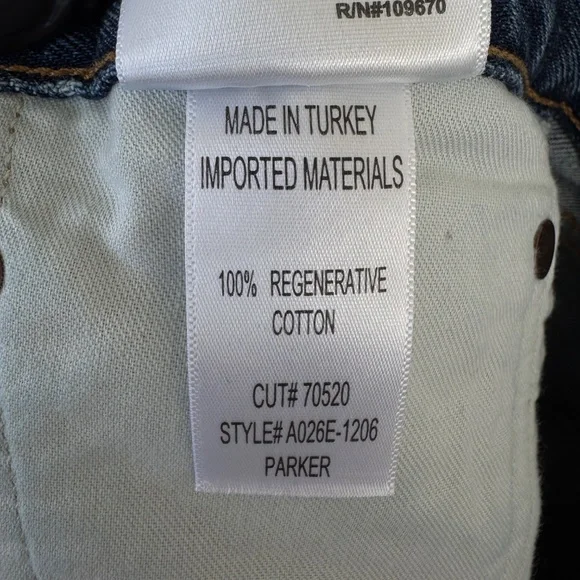 R/N#109670
MADE IN TURKEY
IMPORTED MATERIALS
100% REGENERATIVE
COTTON
CUT# 70520
STYLE# A026E-1206
PARKER